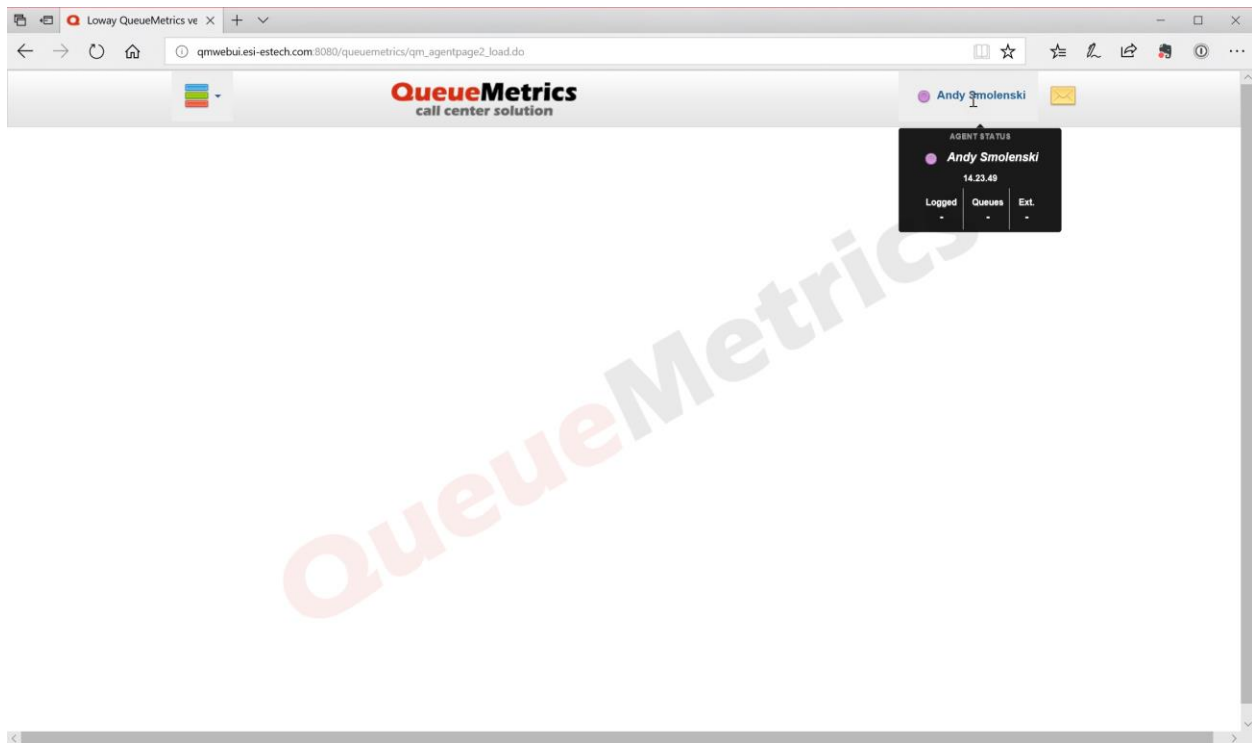 Loway QueueMetrics ve
qmwebui.esi-estech.com:8080/queuemetrics/qm_agentpage2_load.do
QueueMetrics
call center solution
Andy Smolenski
AGENT STATUS
Andy Smolenski
14.23.49
Logged Queues Ext.
- - -
QueueMetrics